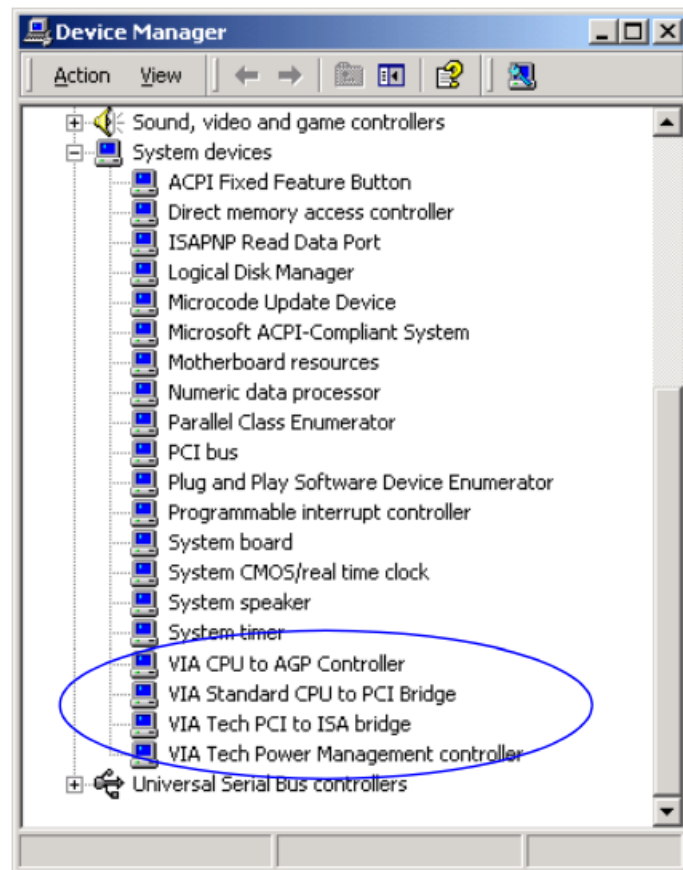 Device Manager
Action View
Sound, video and game controllers
System devices
ACPI Fixed Feature Button
Direct memory access controller
ISAPNP Read Data Port
Logical Disk Manager
Microcode Update Device
Microsoft ACPI-Compliant System
Motherboard resources
Numeric data processor
Parallel Class Enumerator
PCI bus
Plug and Play Software Device Enumerator
Programmable interrupt controller
System board
System CMOS/real time clock
System speaker
System timer
VIA CPU to AGP Controller
VIA Standard CPU to PCI Bridge
VIA Tech PCI to ISA bridge
VIA Tech Power Management controller
Universal Serial Bus controllers